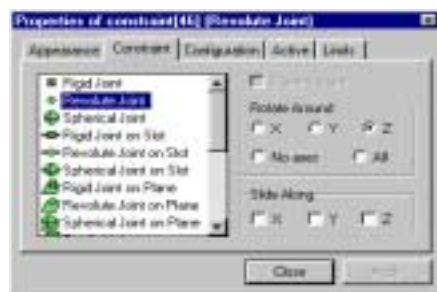 Properties of constraint[46] (Revolute Joint)
Appearance Constraint Configuration Active Limits
Rigid Joint
Revolute Joint
Spherical Joint
Rigid Joint on Slot
Revolute Joint on Slot
Spherical Joint on Slot
Rigid Joint on Plane
Revolute Joint on Plane
Spherical Joint on Plane
Rotate Around
X Y Z
No axes All
Slide Along
X Y Z
Close